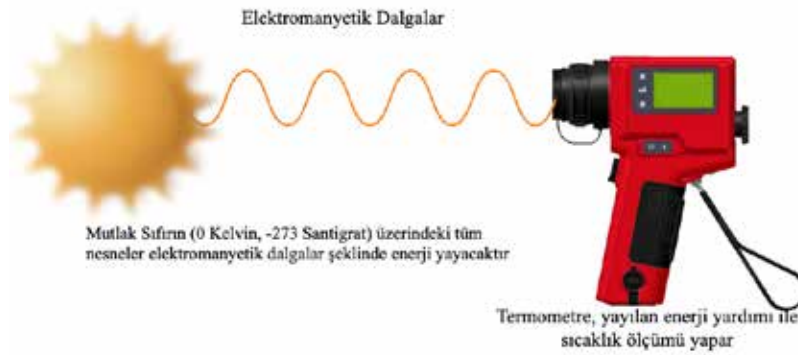 Elektromanyetik Dalgalar
Mutlak Sıfırın (0 Kelvin, -273 Santigrat) üzerindeki tüm
nesneler elektromanyetik dalgalar şeklinde enerji yayacaktır
Termometre, yayılan enerji yardımı ile
sıcaklık ölçümü yapar